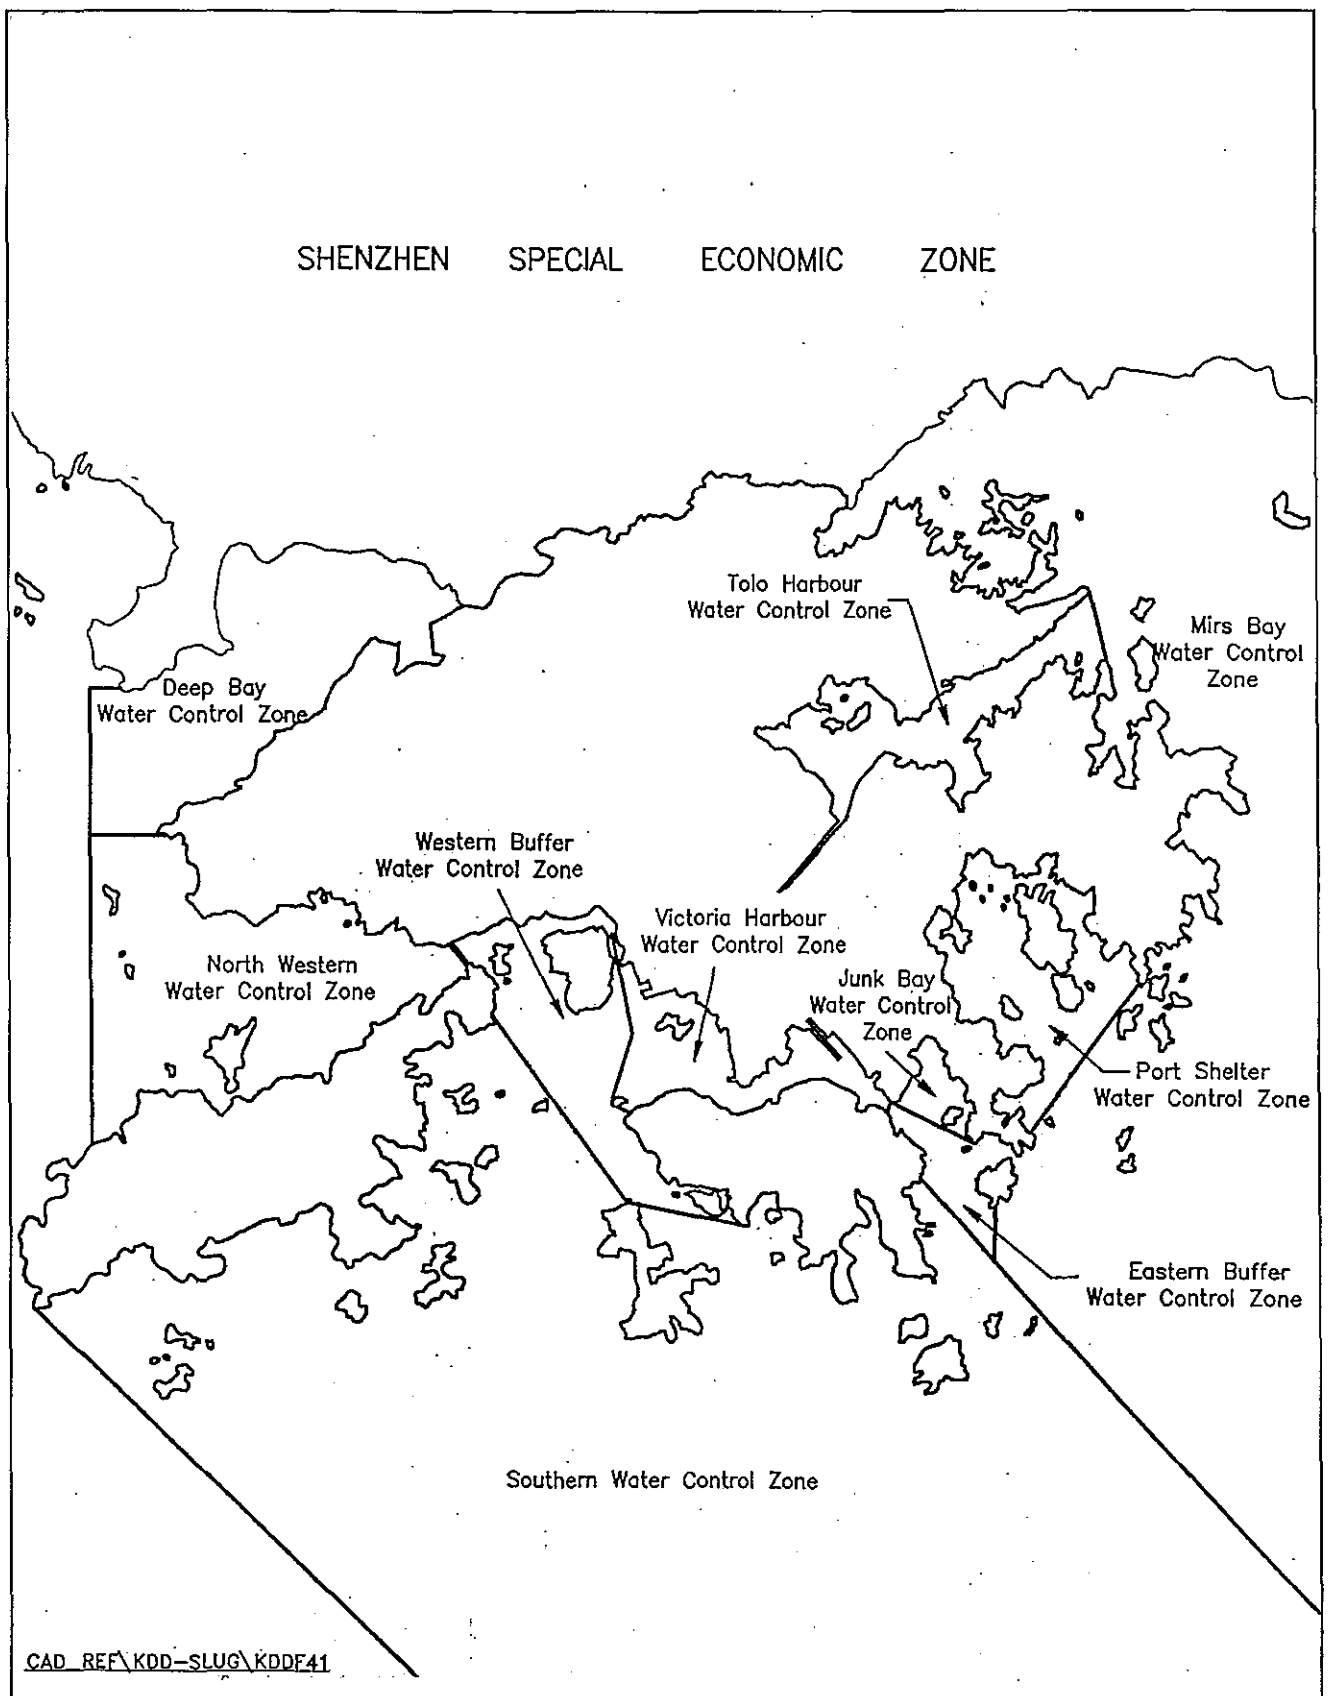 SHENZHEN SPECIAL ECONOMIC ZONE
Tolo Harbour
Water Control Zone
Mirs Bay
Water Control
Zone
Deep Bay
Water Control Zone
Western Buffer
Water Control Zone
Victoria Harbour
Water Control Zone
North Western
Water Control Zone
Junk Bay
Water Control
Zone
Port Shelter
Water Control Zone
Eastern Buffer
Water Control Zone
Southern Water Control Zone
CAD_REF\KDD-SLUG\KDDF41